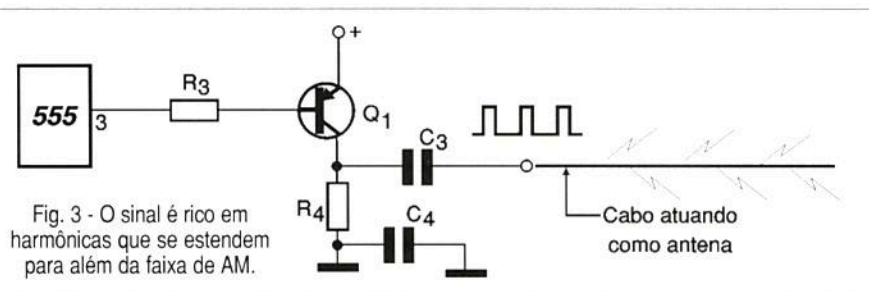 +
555
3
R3
Q1
C3
R4
C4
Cabo atuando
como antena
Fig. 3 - O sinal é rico em
harmônicas que se estendem
para além da faixa de AM.